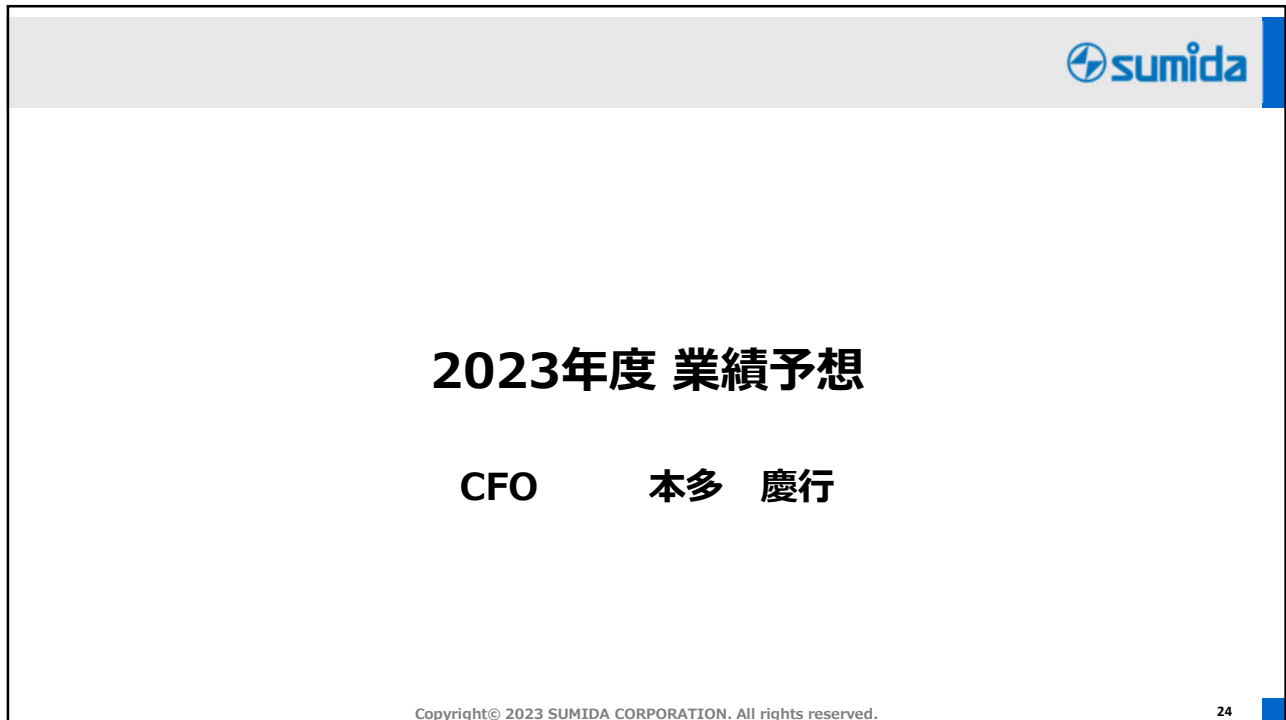 sumida
2023年度 業績予想
CFO 本多 慶行
Copyright© 2023 SUMIDA CORPORATION. All rights reserved.
24